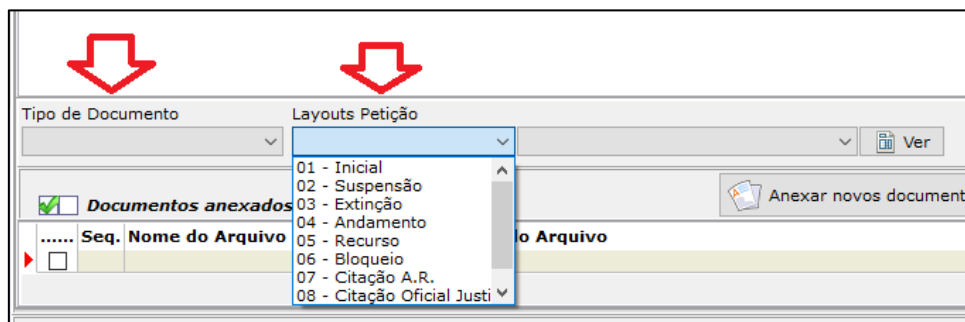 Tipo de Documento Layouts Petição
Ver
01 - Inicial
02 - Suspensão
03 - Extinção
04 - Andamento
05 - Recurso
06 - Bloqueio
07 - Citação A.R.
08 - Citação Oficial Justi
Documentos anexados
Anexar novos document
...... Seq. Nome do Arquivo
o Arquivo